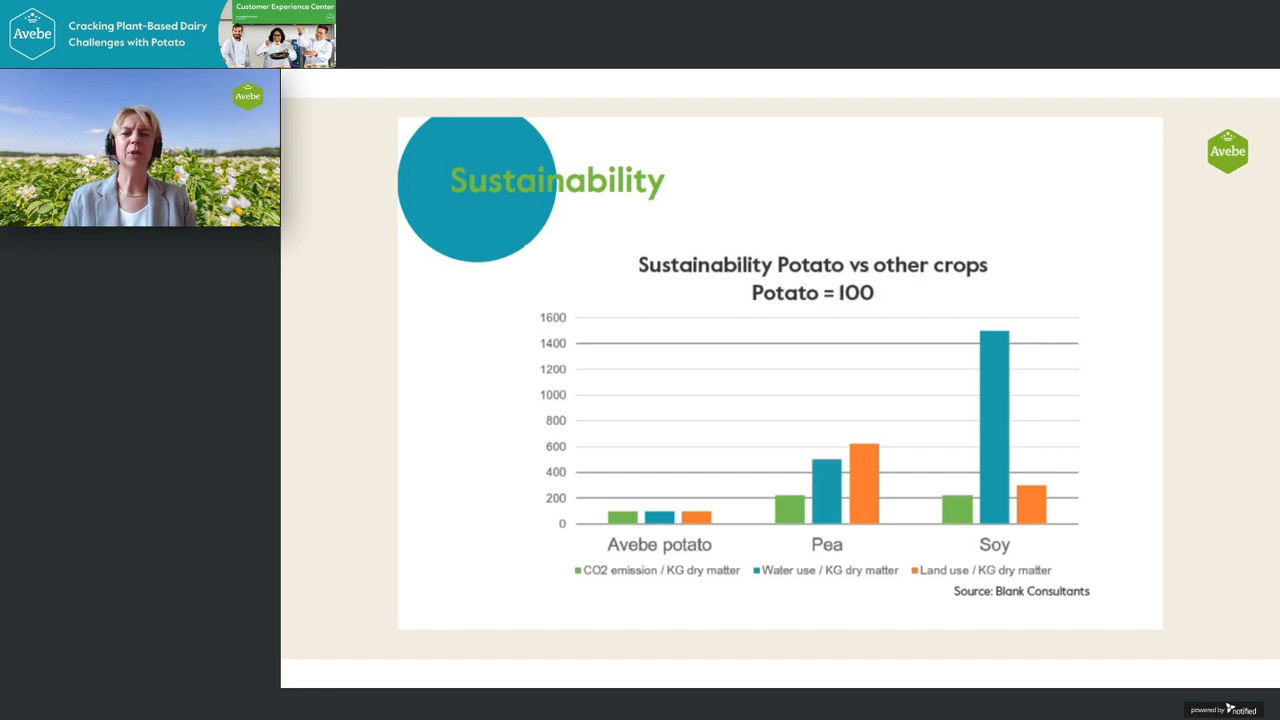 Avebe
Cracking Plant-Based Dairy
Challenges with Potato
Customer Experience Center
Avebe
Avebe
Sustainability
Sustainability Potato vs other crops
Potato = 100
1600
1400
1200
1000
800
600
400
200
0
Avebe potato
Pea
Soy
CO2 emission / KG dry matter
Water use / KG dry matter
Land use / KG dry matter
Source: Blank Consultants
powered by notified